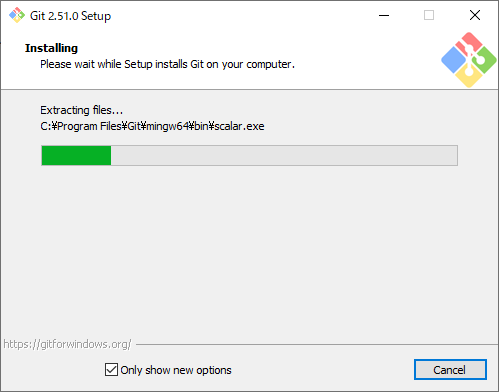 Git 2.51.0 Setup
Installing
Please wait while Setup installs Git on your computer.
Extracting files...
C:¥Program Files¥Git¥mingw64¥bin¥scalar.exe
https://gitforwindows.org/
Only show new options
Cancel